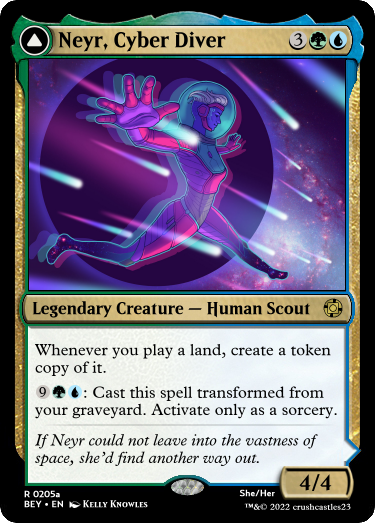 Neyr, Cyber Diver 3
Legendary Creature — Human Scout
Whenever you play a land, create a token
copy of it.
9: Cast this spell transformed from
your graveyard. Activate only as a sorcery.
If Neyr could not leave into the vastness of
space, she’d find another way out.
4/4
R 0205a She/Her
BEY • EN Kelly Knowles ™&© 2022 crushcastles23